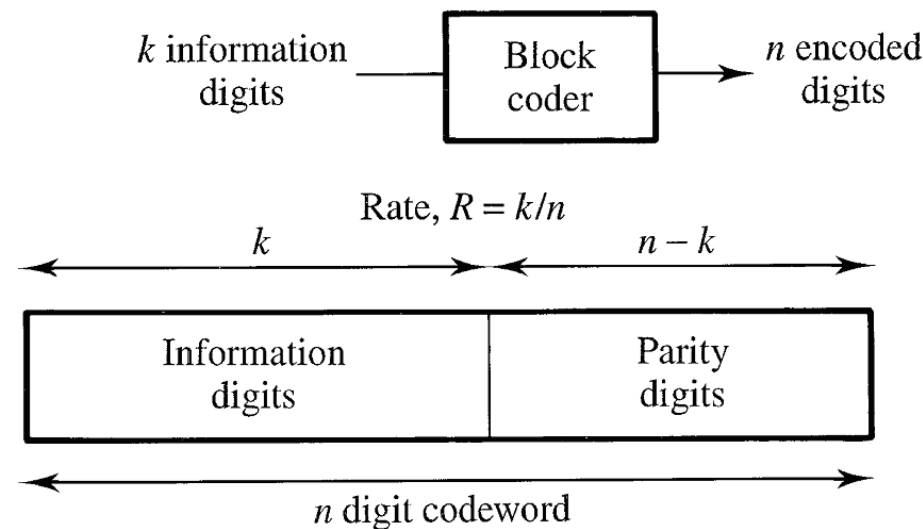 k information
digits
Block
coder
n encoded
digits
Rate, R = k/n
k
n – k
Information
digits
Parity
digits
n digit codeword